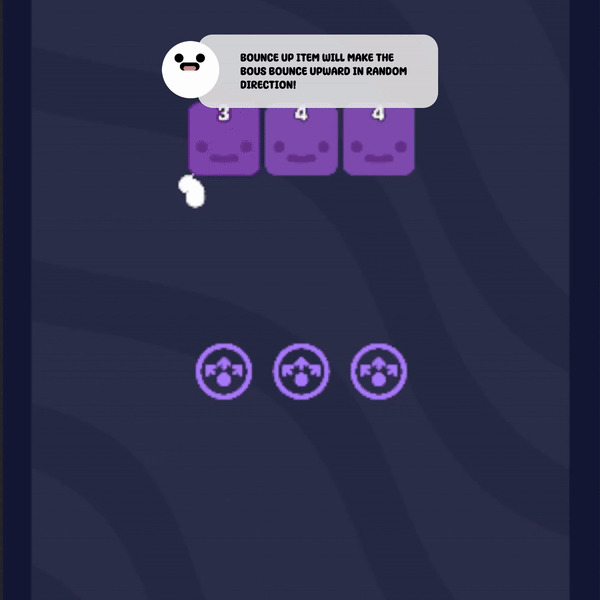 BOUNCE UP ITEM WILL MAKE THE
BOUS BOUNCE UPWARD IN RANDOM
DIRECTION!
3 4 4